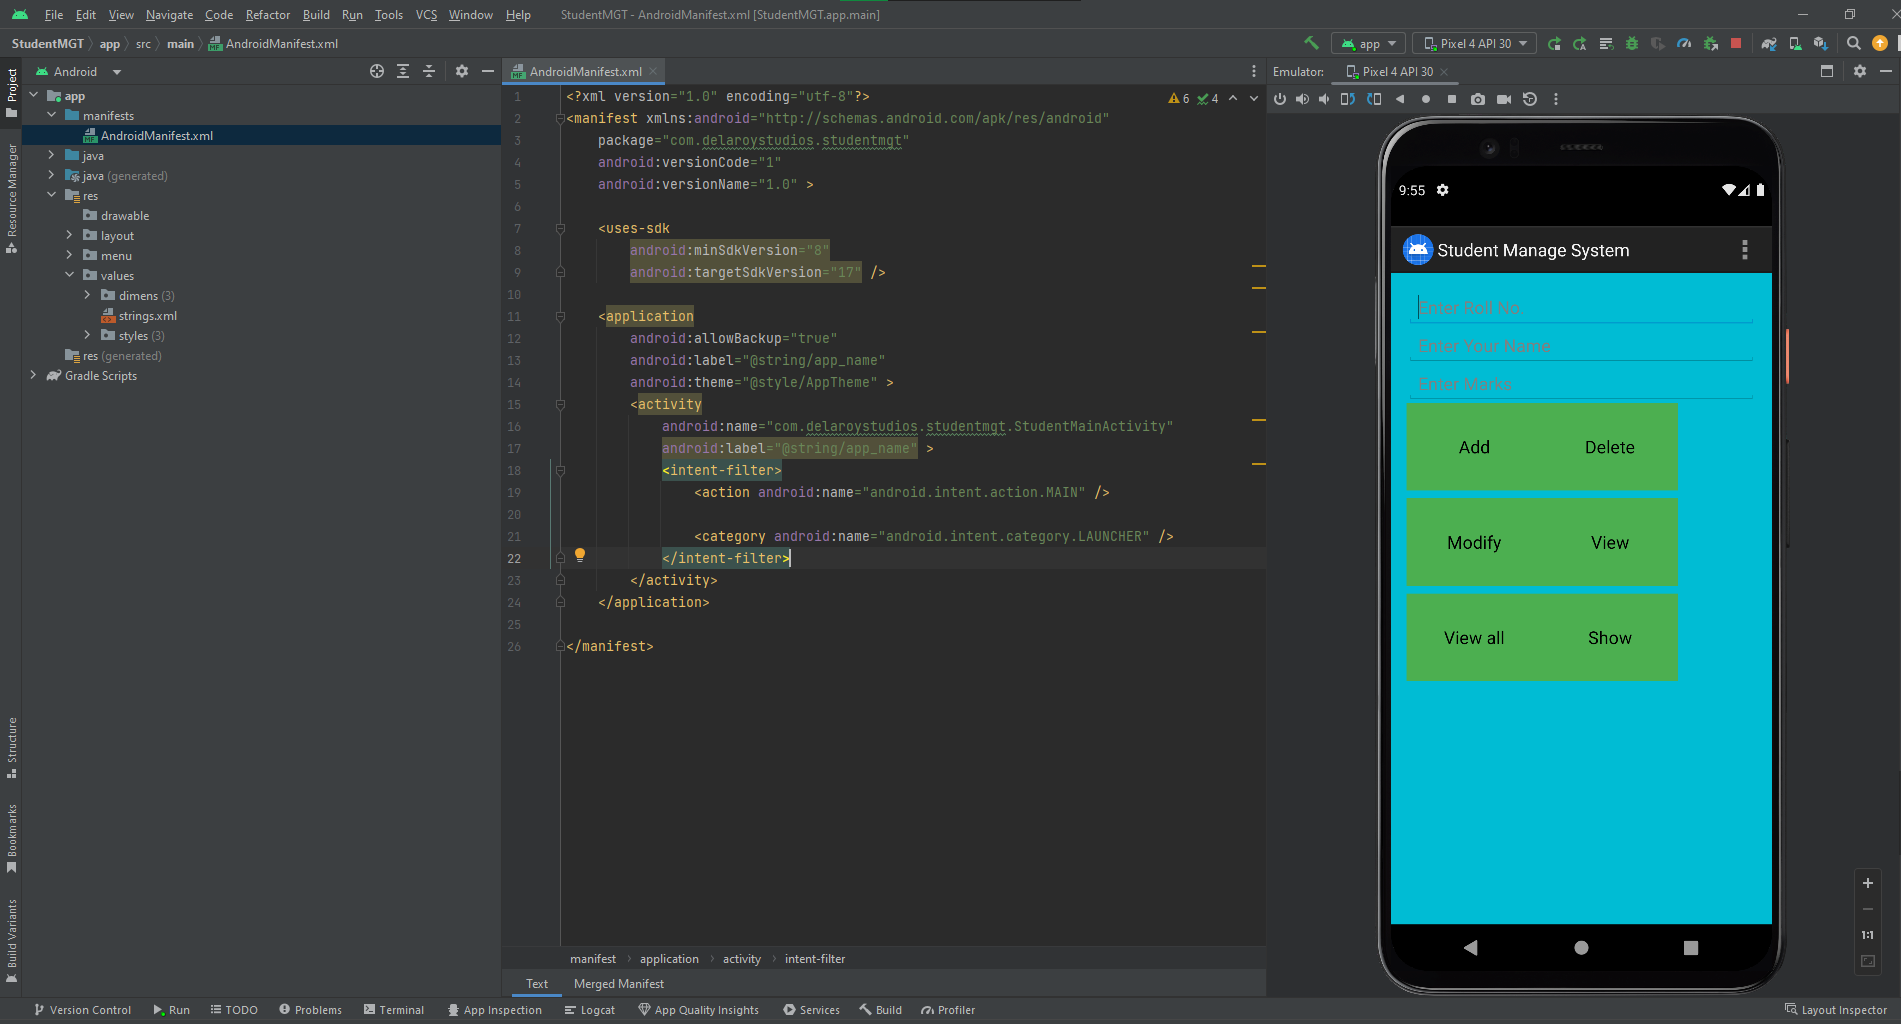 File Edit View Navigate Code Refactor Build Run Tools VCS Window Help StudentMGT - AndroidManifest.xml [StudentMGT.app.main]
StudentMGT app src main AndroidManifest.xml app Pixel 4 API 30
Project
Resource Manager
Structure
Bookmarks
Build Variants
Android
app
manifests
AndroidManifest.xml
java
java (generated)
res
drawable
layout
menu
values
dimens (3)
strings.xml
styles (3)
res (generated)
Gradle Scripts
AndroidManifest.xml
6 4
1 <?xml version="1.0" encoding="utf-8"?>
2 <manifest xmlns:android="http://schemas.android.com/apk/res/android"
3 package="com.delaroystudios.studentmgt"
4 android:versionCode="1"
5 android:versionName="1.0" >
6
7 <uses-sdk
8 android:minSdkVersion="8"
9 android:targetSdkVersion="17" />
10
11 <application
12 android:allowBackup="true"
13 android:label="@string/app_name"
14 android:theme="@style/AppTheme" >
15 <activity
16 android:name="com.delaroystudios.studentmgt.StudentMainActivity"
17 android:label="@string/app_name" >
18 <intent-filter>
19 <action android:name="android.intent.action.MAIN" />
20
21 <category android:name="android.intent.category.LAUNCHER" />
22 </intent-filter>
23 </activity>
24 </application>
25
26 </manifest>
manifest application activity intent-filter
Text Merged Manifest
Emulator: Pixel 4 API 30
9:55
Student Manage System
Enter Roll No
Enter Your Name
Enter Marks
Add Delete
Modify View
View all Show
1:1
Version Control Run TODO Problems Terminal App Inspection Logcat App Quality Insights Services Build Profiler Layout Inspector